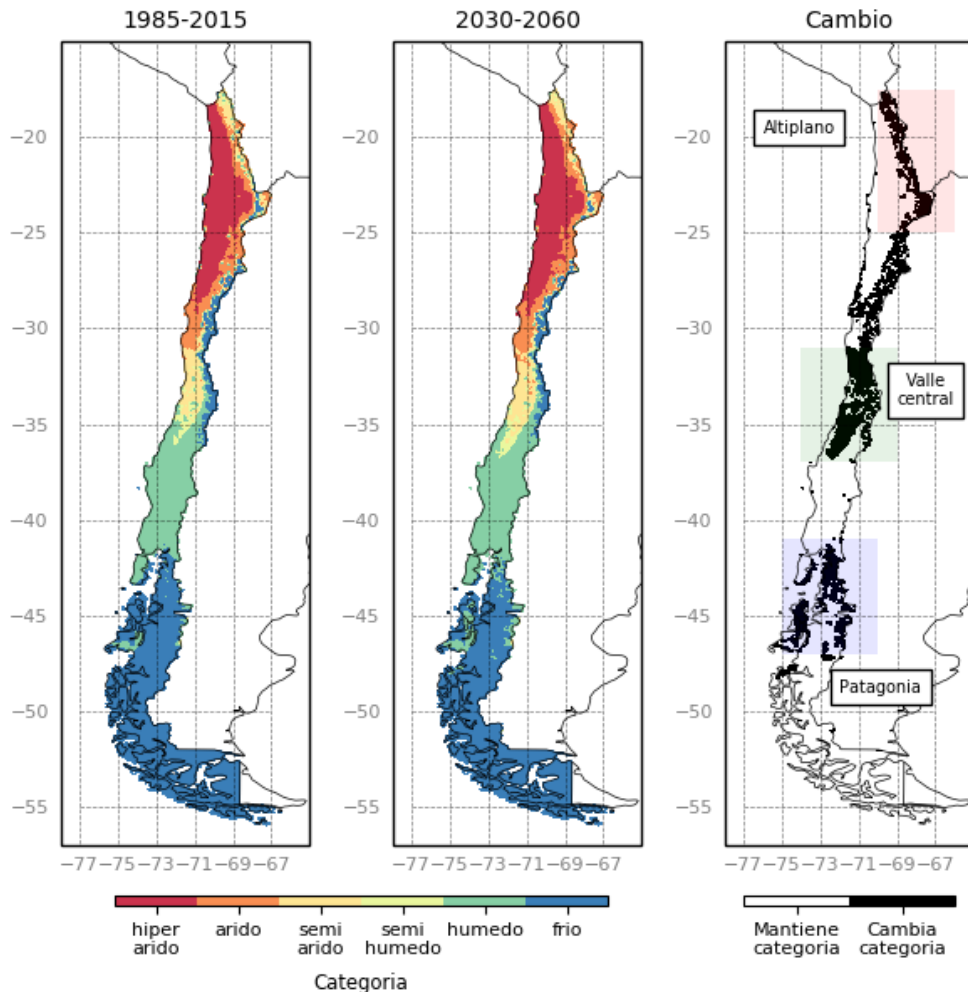 1985-2015
2030-2060
Cambio
−20
−25
−30
−35
−40
−45
−50
−55
−77−75−73−71−69−67
−20
−25
−30
−35
−40
−45
−50
−55
−77−75−73−71−69−67
−20
−25
−30
−35
−40
−45
−50
−55
−77−75−73−71−69−67
Altiplano
Valle
central
Patagonia
hiper
arido
arido
semi
arido
semi
humedo
humedo
frio
Categoria
Mantiene
categoria
Cambia
categoria